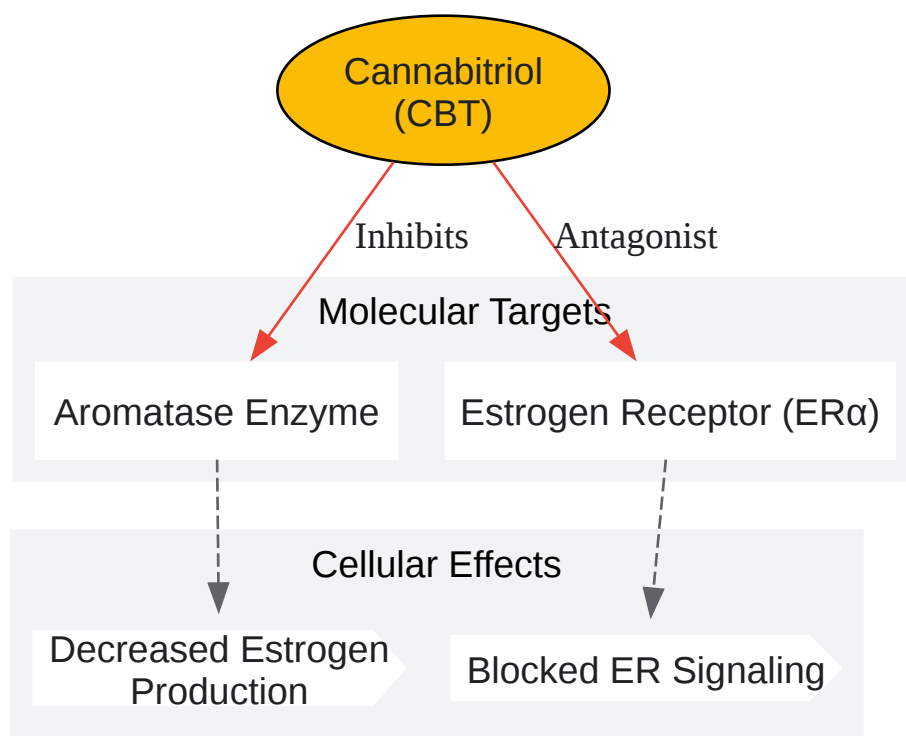 Cannabitriol
(CBT)
Inhibits
Antagonist
Molecular Targets
Aromatase Enzyme
Estrogen Receptor (ERα)
Cellular Effects
Decreased Estrogen
Production
Blocked ER Signaling